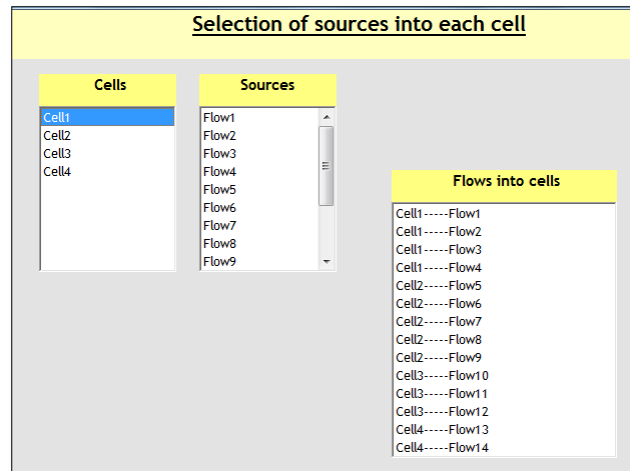 Selection of sources into each cell
Cells
Cell1
Cell2
Cell3
Cell4
Sources
Flow1
Flow2
Flow3
Flow4
Flow5
Flow6
Flow7
Flow8
Flow9
Flows into cells
Cell1-----Flow1
Cell1-----Flow2
Cell1-----Flow3
Cell1-----Flow4
Cell2-----Flow5
Cell2-----Flow6
Cell2-----Flow7
Cell2-----Flow8
Cell2-----Flow9
Cell3-----Flow10
Cell3-----Flow11
Cell3-----Flow12
Cell4-----Flow13
Cell4-----Flow14